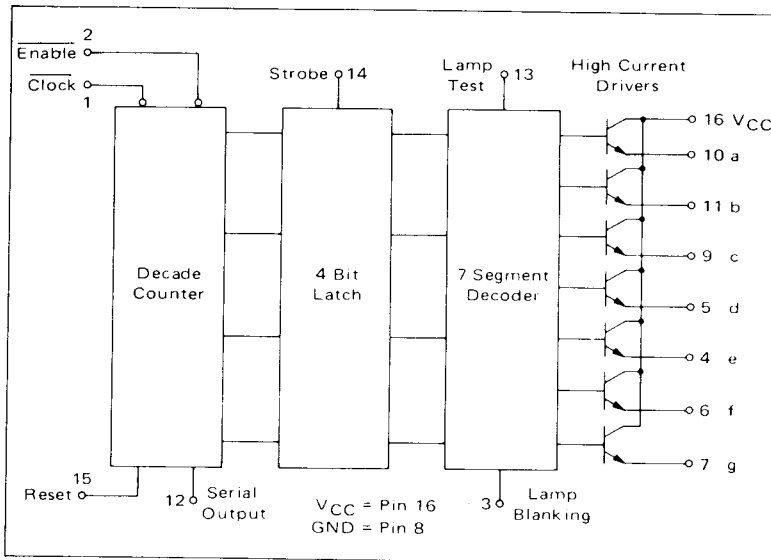 2
Enable
Clock
1
Strobe 14
Lamp
Test 13
High Current
Drivers
16 VCC
10 a
11 b
9 c
5 d
4 e
6 f
7 g
Decade
Counter
4 Bit
Latch
7 Segment
Decoder
15
Reset
12 Serial
Output
VCC = Pin 16
GND = Pin 8
3 Lamp
Blanking